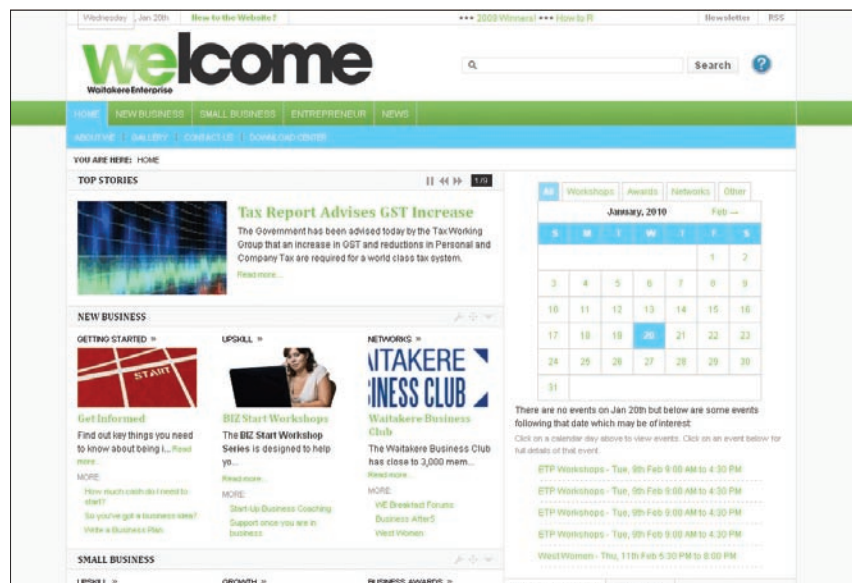 Wednesday, Jan 20th
New to the Website?
••• 2009 Winners! ••• How to R
Newsletter
RSS
welcome
Waitakere Enterprise
Search
?
HOME
NEW BUSINESS
SMALL BUSINESS
ENTREPRENEUR
NEWS
ABOUT WE
GALLERY
CONTACT US
DOWNLOAD CENTER
YOU ARE HERE: HOME
TOP STORIES
1/9
Tax Report Advises GST Increase
The Government has been advised today by the Tax Working
Group that an increase in GST and reductions in Personal and
Company Tax are required for a world class tax system.
Read more...
NEW BUSINESS
GETTING STARTED »
START
Get Informed
Find out key things you need
to know about being i... Read
more...
MORE:
How much cash do I need to
start?
So you've got a business idea?
Write a Business Plan
UPSKILL »
BIZ Start Workshops
The BIZ Start Workshop
Series is designed to help
yo...
Read more...
MORE:
Start-Up Business Coaching
Support once you are in
business
NETWORKS »
AITAKERE
INESS CLUB
Waitakere Business
Club
The Waitakere Business Club
has close to 3,000 mem...
Read more...
MORE:
WE Breakfast Forums
Business After5
West Women
SMALL BUSINESS
UPSKILL »
GROWTH »
BUSINESS AWARDS »
All
Workshops
Awards
Networks
Other
January, 2010
Feb →
S M T W T F S
1 2
3 4 5 6 7 8 9
10 11 12 13 14 15 16
17 18 19 20 21 22 23
24 25 26 27 28 29 30
31
There are no events on Jan 20th but below are some events
following that date which may be of interest:
Click on a calendar day above to view events. Click on an event below for
full details of that event.
ETP Workshops - Tue, 9th Feb 9:00 AM to 4:30 PM
ETP Workshops - Tue, 9th Feb 9:00 AM to 4:30 PM
ETP Workshops - Tue, 9th Feb 9:00 AM to 4:30 PM
ETP Workshops - Tue, 9th Feb 9:00 AM to 4:30 PM
West Women - Thu, 11th Feb 5:30 PM to 8:00 PM